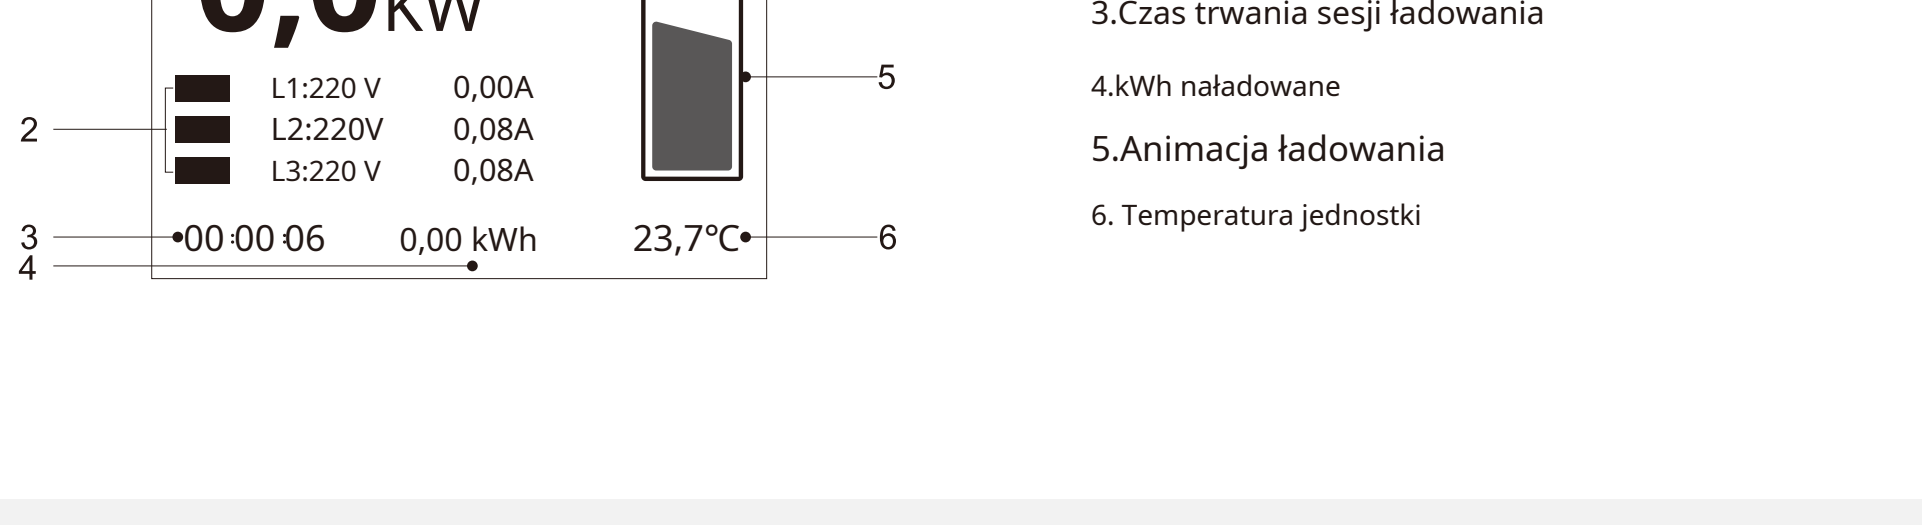 0,0 kW
3.Czas trwania sesji ładowania
L1:220 V 0,00A
5
4.kWh naładowane
2
L2:220V 0,08A
5.Animacja ładowania
L3:220 V 0,08A
6. Temperatura jednostki
3
00:00:06 0,00 kWh 23,7°C
6
4